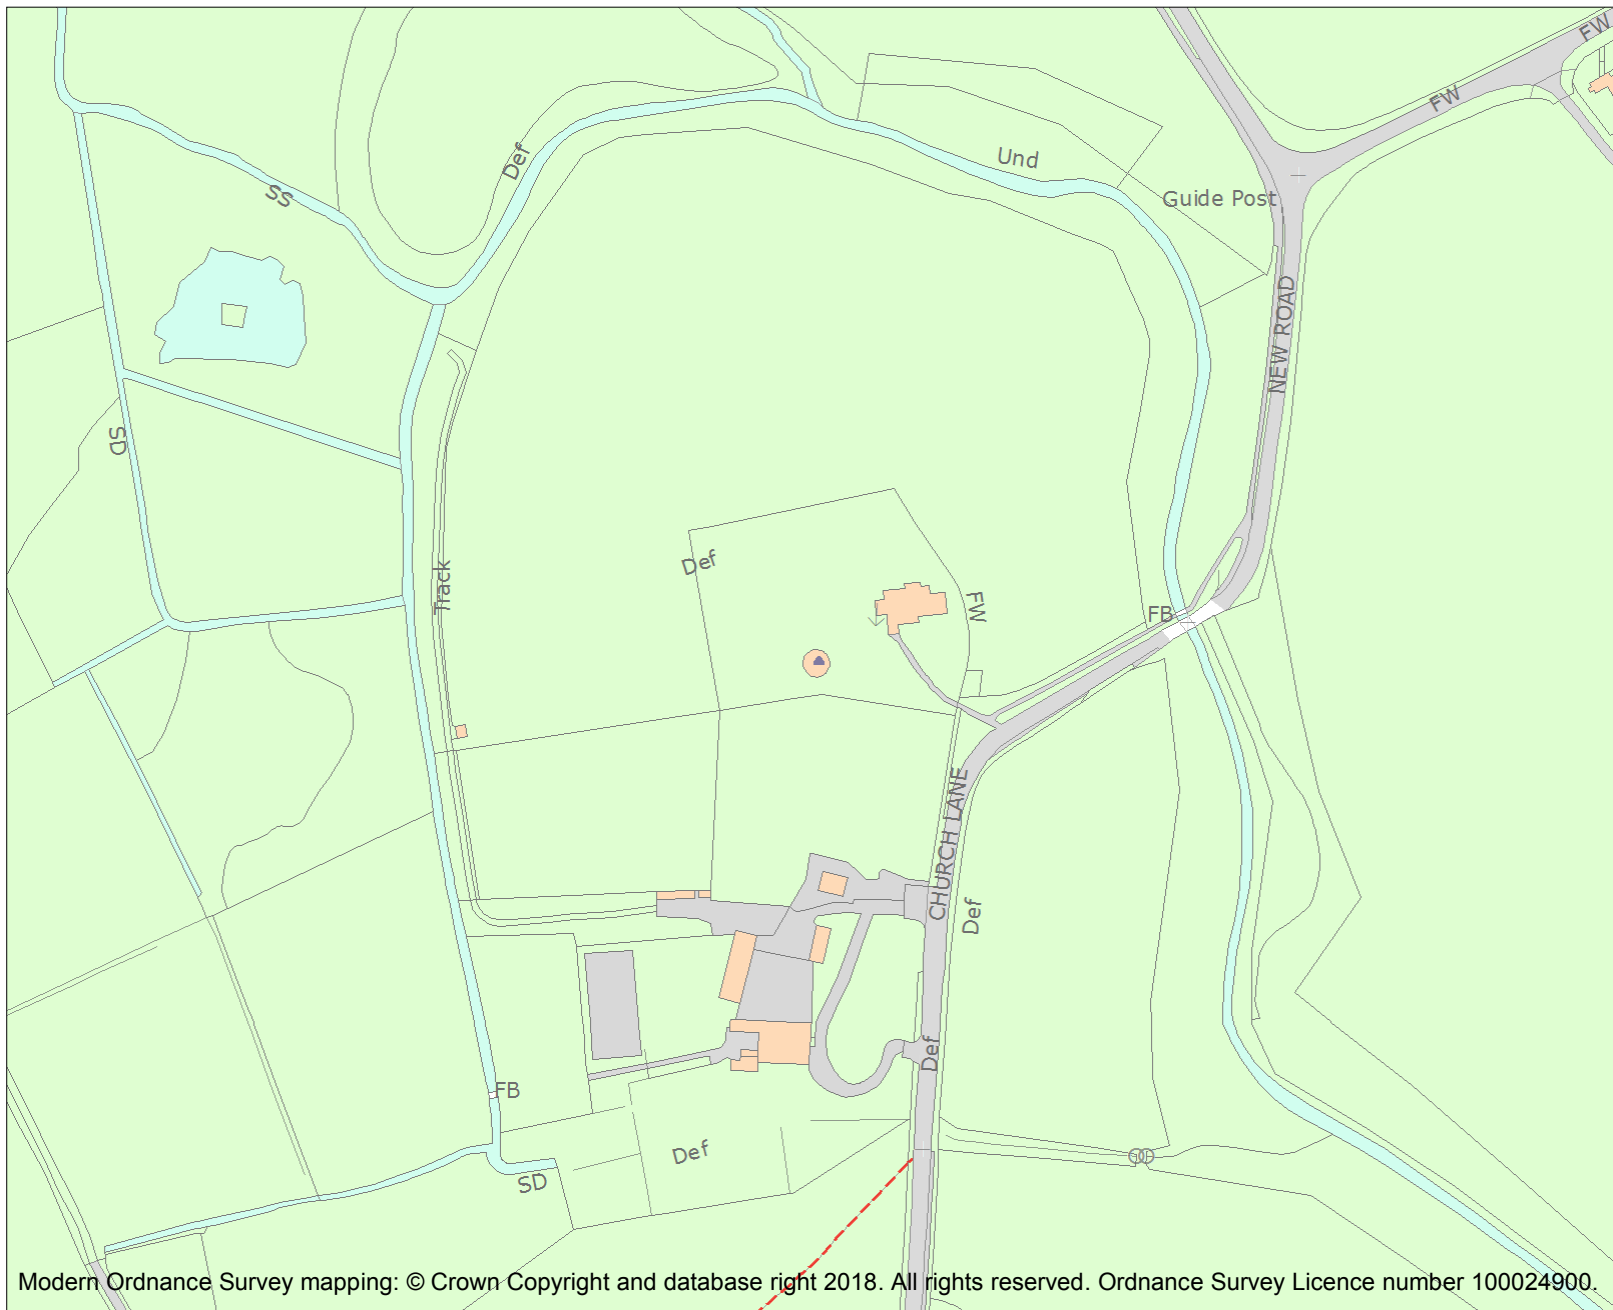 FW
FW
Def
Und
SS
Guide Post
NEW ROAD
SD
Def
Track
FW
FB
CHURCH LANE
Def
Def
FB
Def
SD
Modern Ordnance Survey mapping: © Crown Copyright and database right 2018. All rights reserved. Ordnance Survey Licence number 100024900.